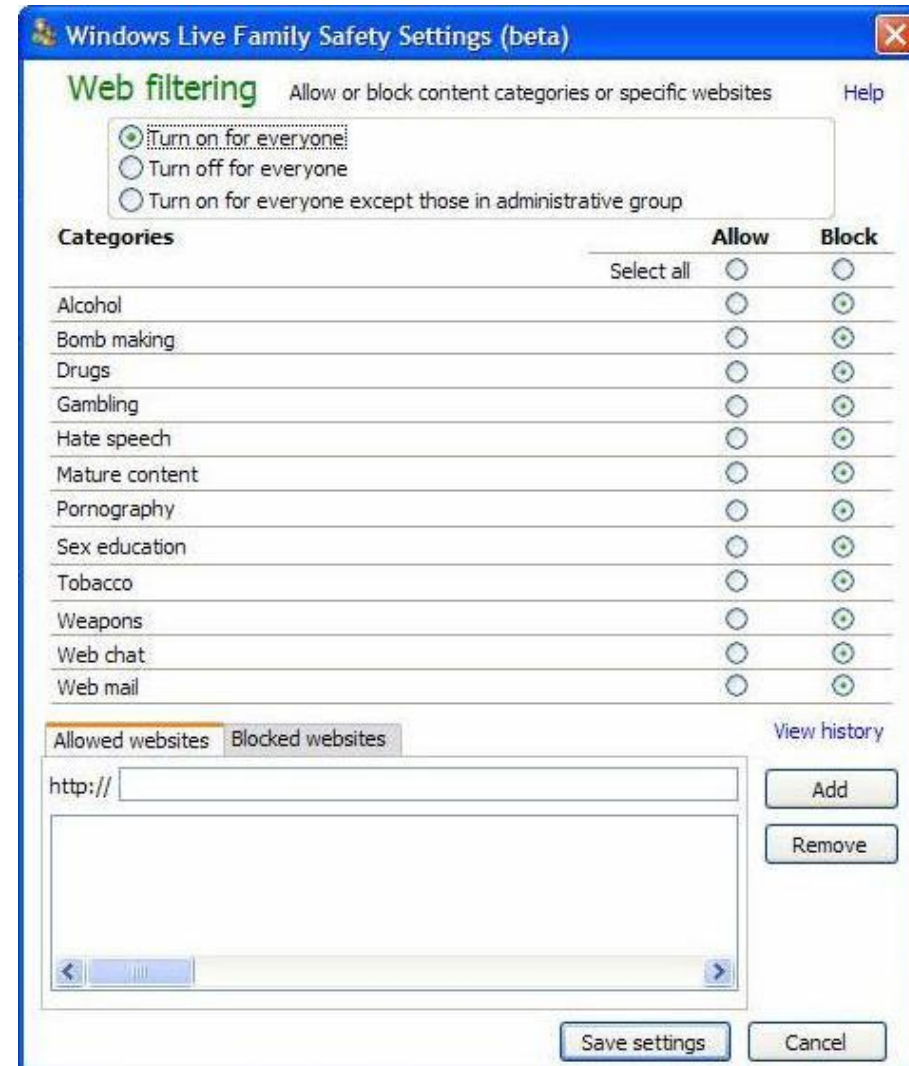 Windows Live Family Safety Settings (beta)
Web filtering Allow or block content categories or specific websites Help
Turn on for everyone
Turn off for everyone
Turn on for everyone except those in administrative group
Categories Allow Block
Select all
Alcohol
Bomb making
Drugs
Gambling
Hate speech
Mature content
Pornography
Sex education
Tobacco
Weapons
Web chat
Web mail
Allowed websites Blocked websites View history
http:// Add
Remove
Save settings Cancel